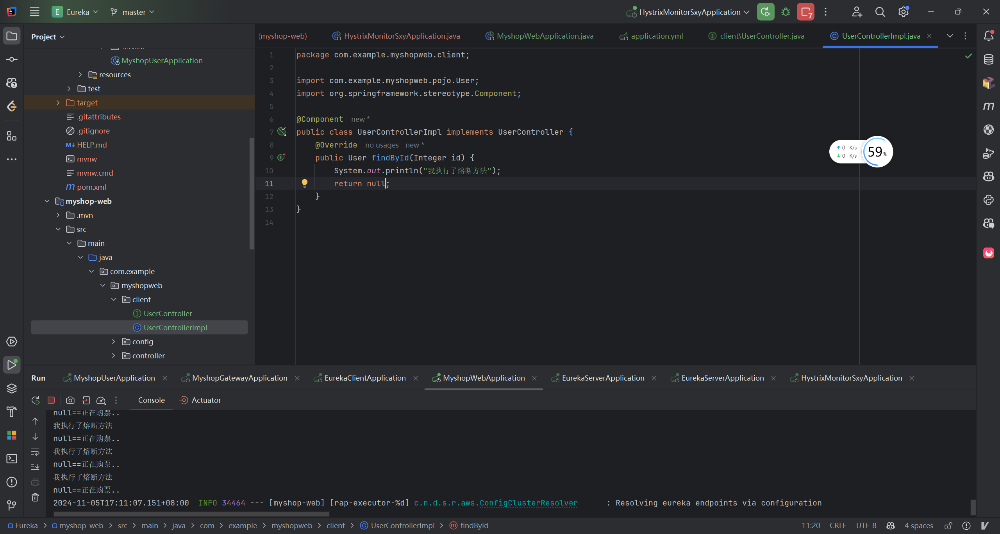 E Eureka master HystrixMonitorSxyApplication 7
Project
(myshop-web) HystrixMonitorSxyApplication.java MyshopWebApplication.java application.yml client\UserController.java UserControllerImpl.java
service
MyshopUserApplication
resources
test
target
.gitattributes
.gitignore
M↓ HELP.md
mvnw
mvnw.cmd
m pom.xml
myshop-web
.mvn
src
main
java
com.example
myshopweb
client
UserController
UserControllerImpl
config
controller
1 package com.example.myshopweb.client;
2
3 import com.example.myshopweb.pojo.User;
4 import org.springframework.stereotype.Component;
5
6 @Component new *
7 public class UserControllerImpl implements UserController {
8 @Override no usages new *
9 public User findById(Integer id) {
10 System.out.println("我执行了熔断方法");
11 return null;
12 }
13 }
14
↑ 0 K/s
↓ 0 K/s
59%
Run MyshopUserApplication MyshopGatewayApplication EurekaClientApplication MyshopWebApplication EurekaServerApplication EurekaServerApplication HystrixMonitorSxyApplication
Console Actuator
null==正在购票..
我执行了熔断方法
null==正在购票..
我执行了熔断方法
null==正在购票..
我执行了熔断方法
null==正在购票..
2024-11-05T17:11:07.151+08:00 INFO 34464 --- [myshop-web] [rap-executor-%d] c.n.d.s.r.aws.ConfigClusterResolver : Resolving eureka endpoints via configuration
Eureka > myshop-web > src > main > java > com > example > myshopweb > client > UserControllerImpl > findById
11:20 CRLF UTF-8 4 spaces